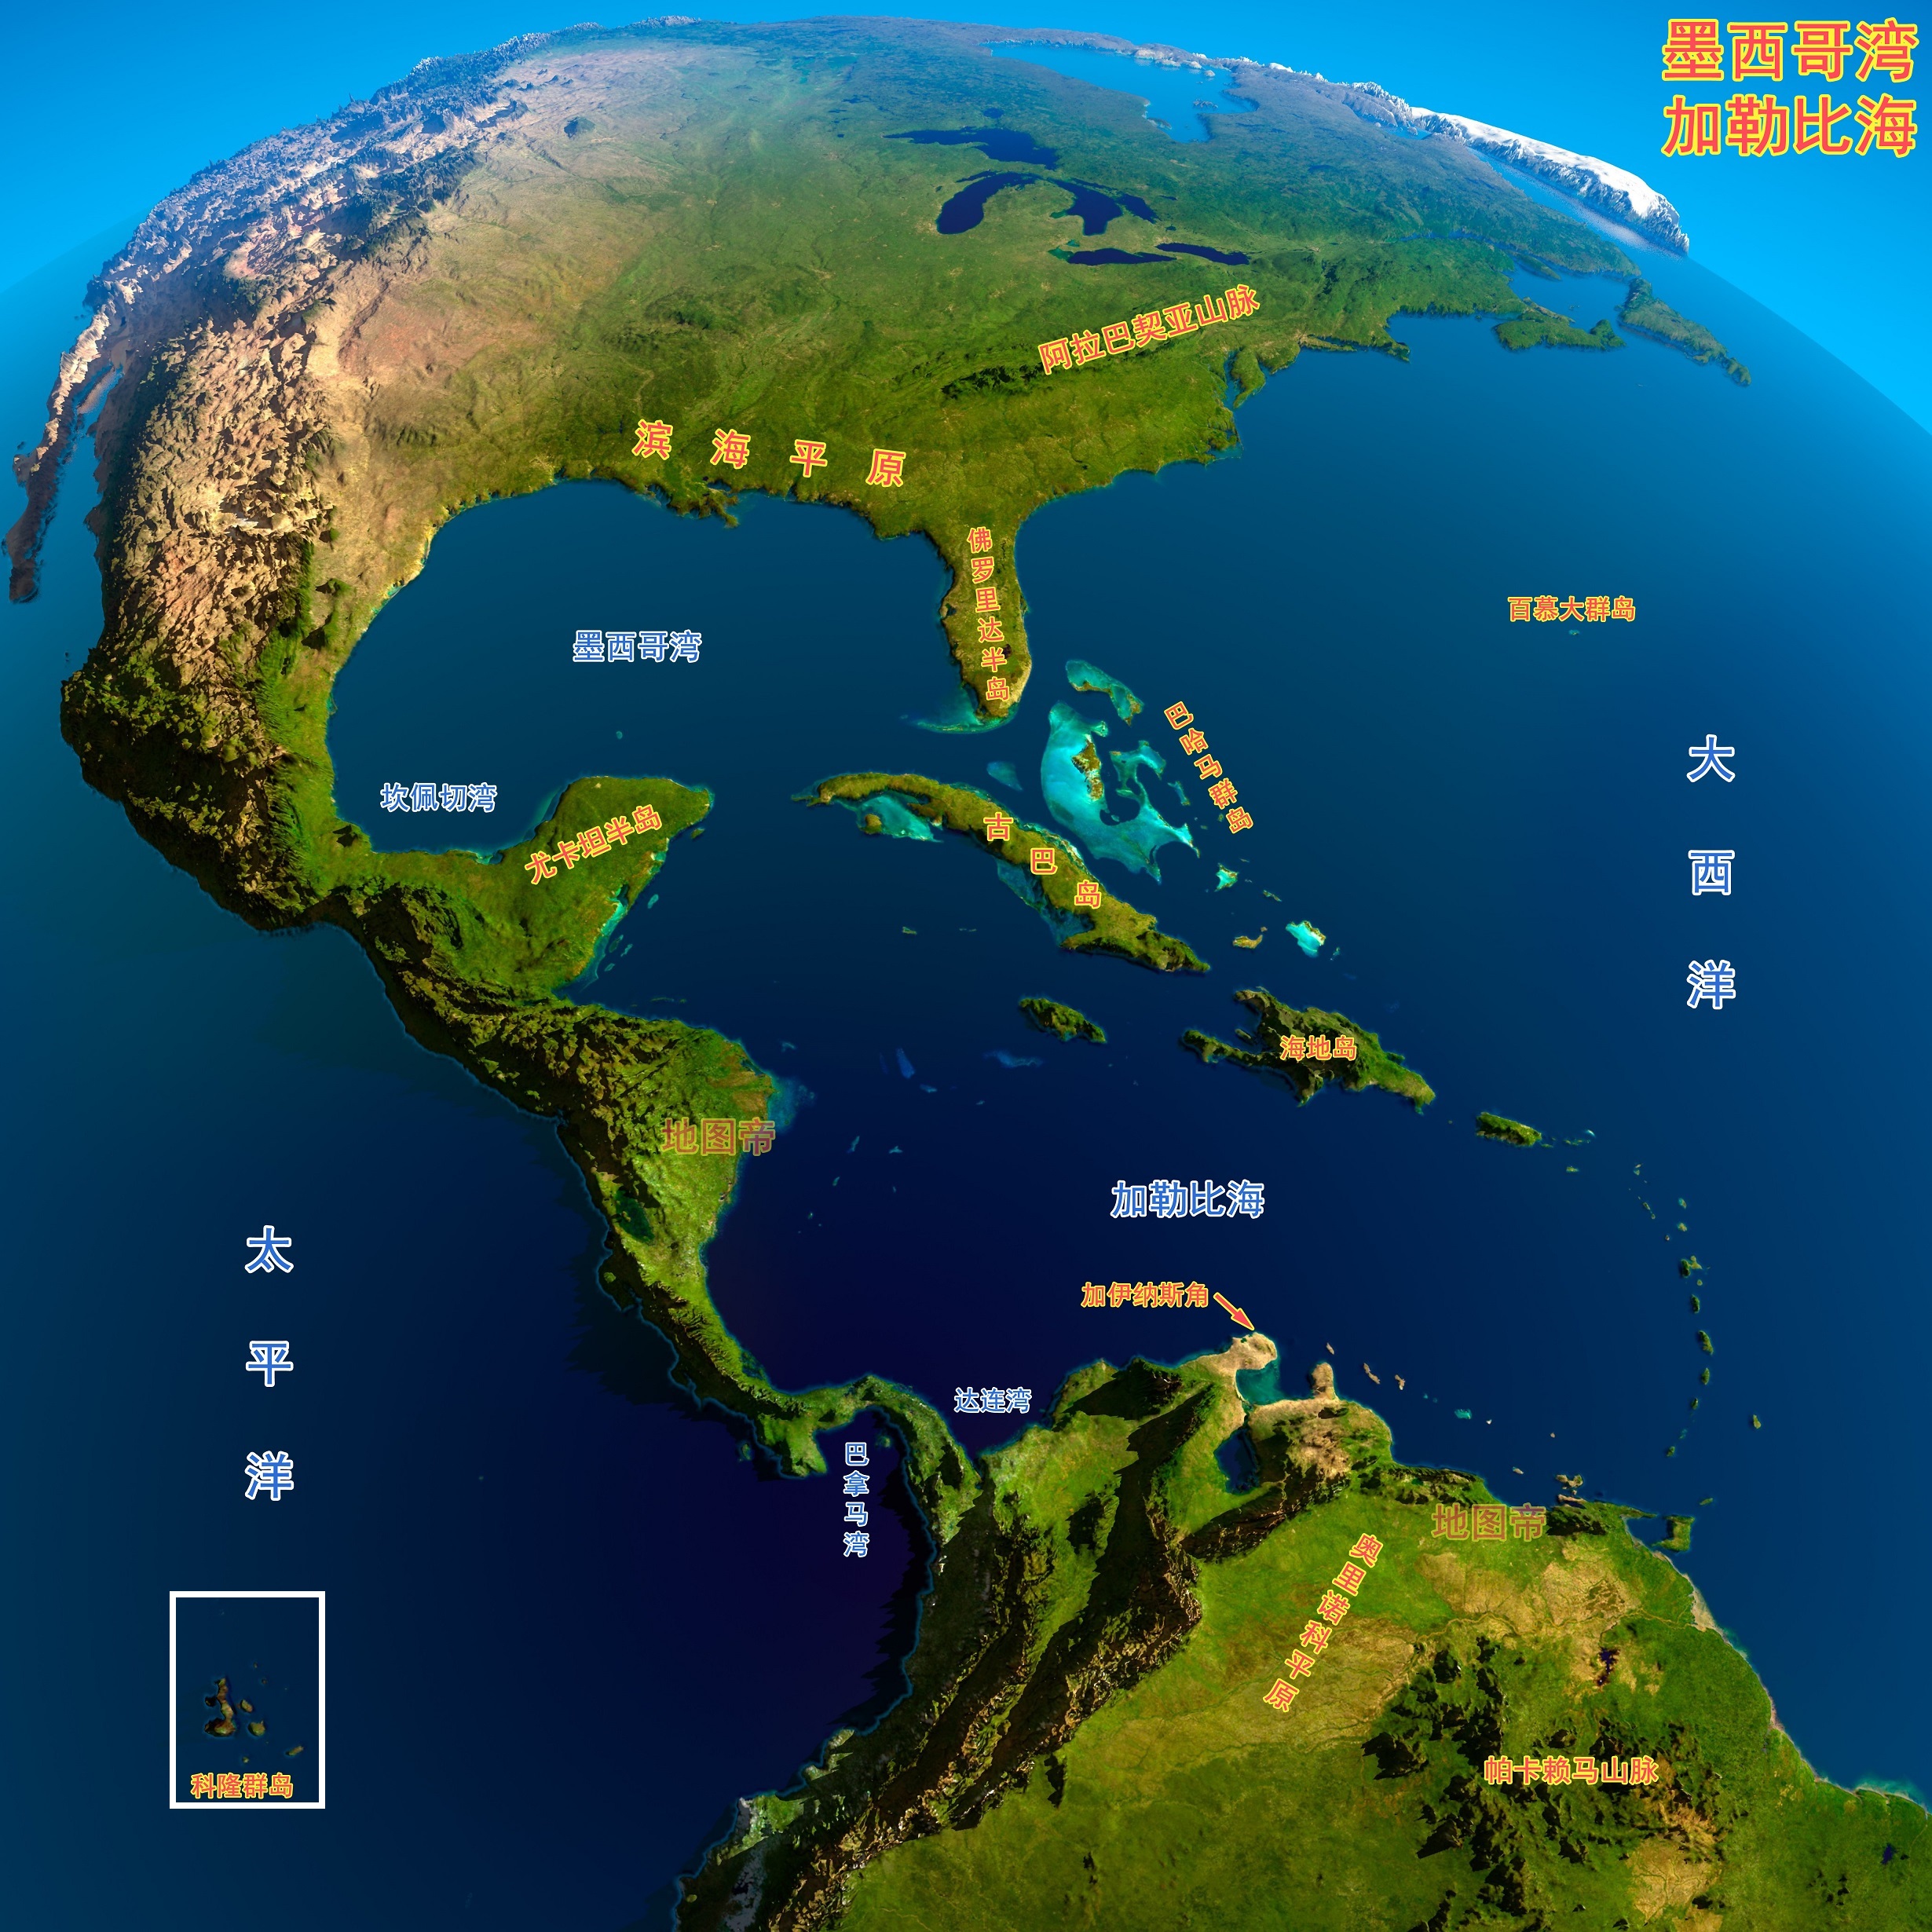 墨西哥湾
加勒比海
阿拉巴契亚山脉
滨海平原
佛罗里达半岛
百慕大群岛
墨西哥湾
巴哈马群岛
大西洋
坎佩切湾
尤卡坦半岛
古巴岛
海地岛
地图帝
加勒比海
太平洋
加伊纳斯角
达连湾
巴拿马湾
地图帝
奥里诺科平原
帕卡赖马山脉
科隆群岛